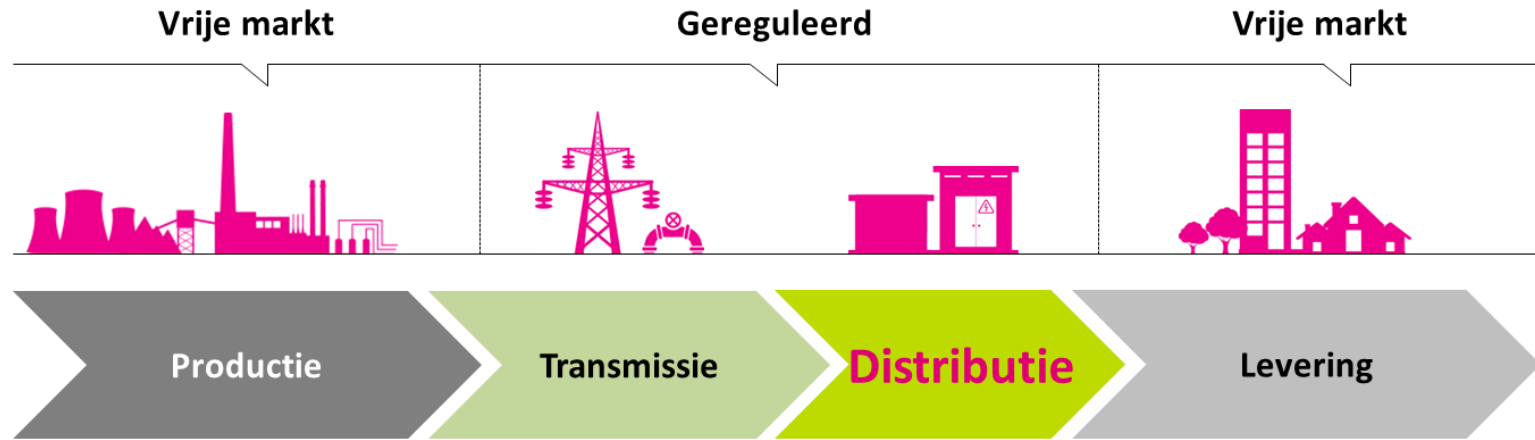 Vrije markt
Gereguleerd
Vrije markt
Productie
Transmissie
Distributie
Levering